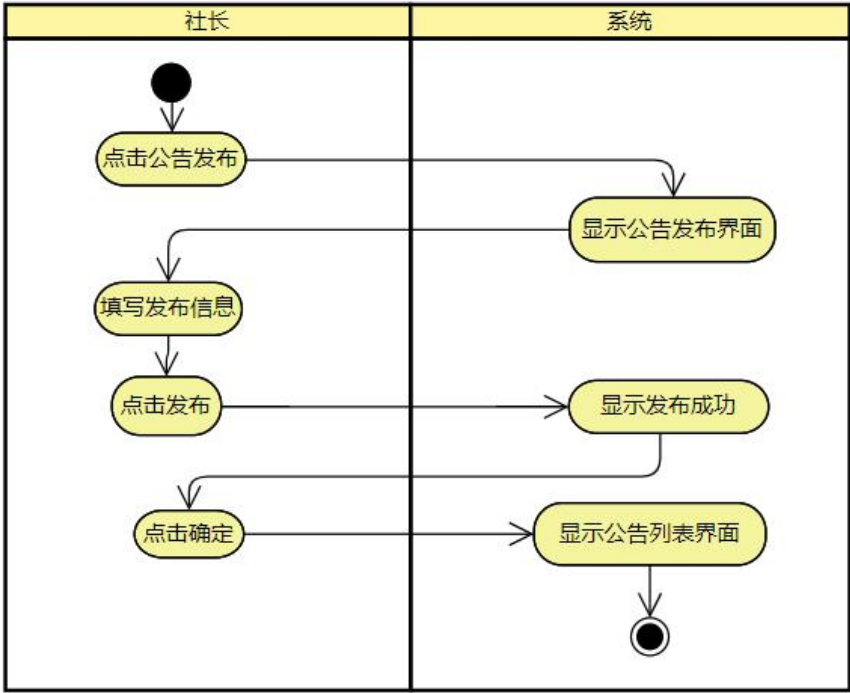 社长
系统
点击公告发布
显示公告发布界面
填写发布信息
点击发布
显示发布成功
点击确定
显示公告列表界面